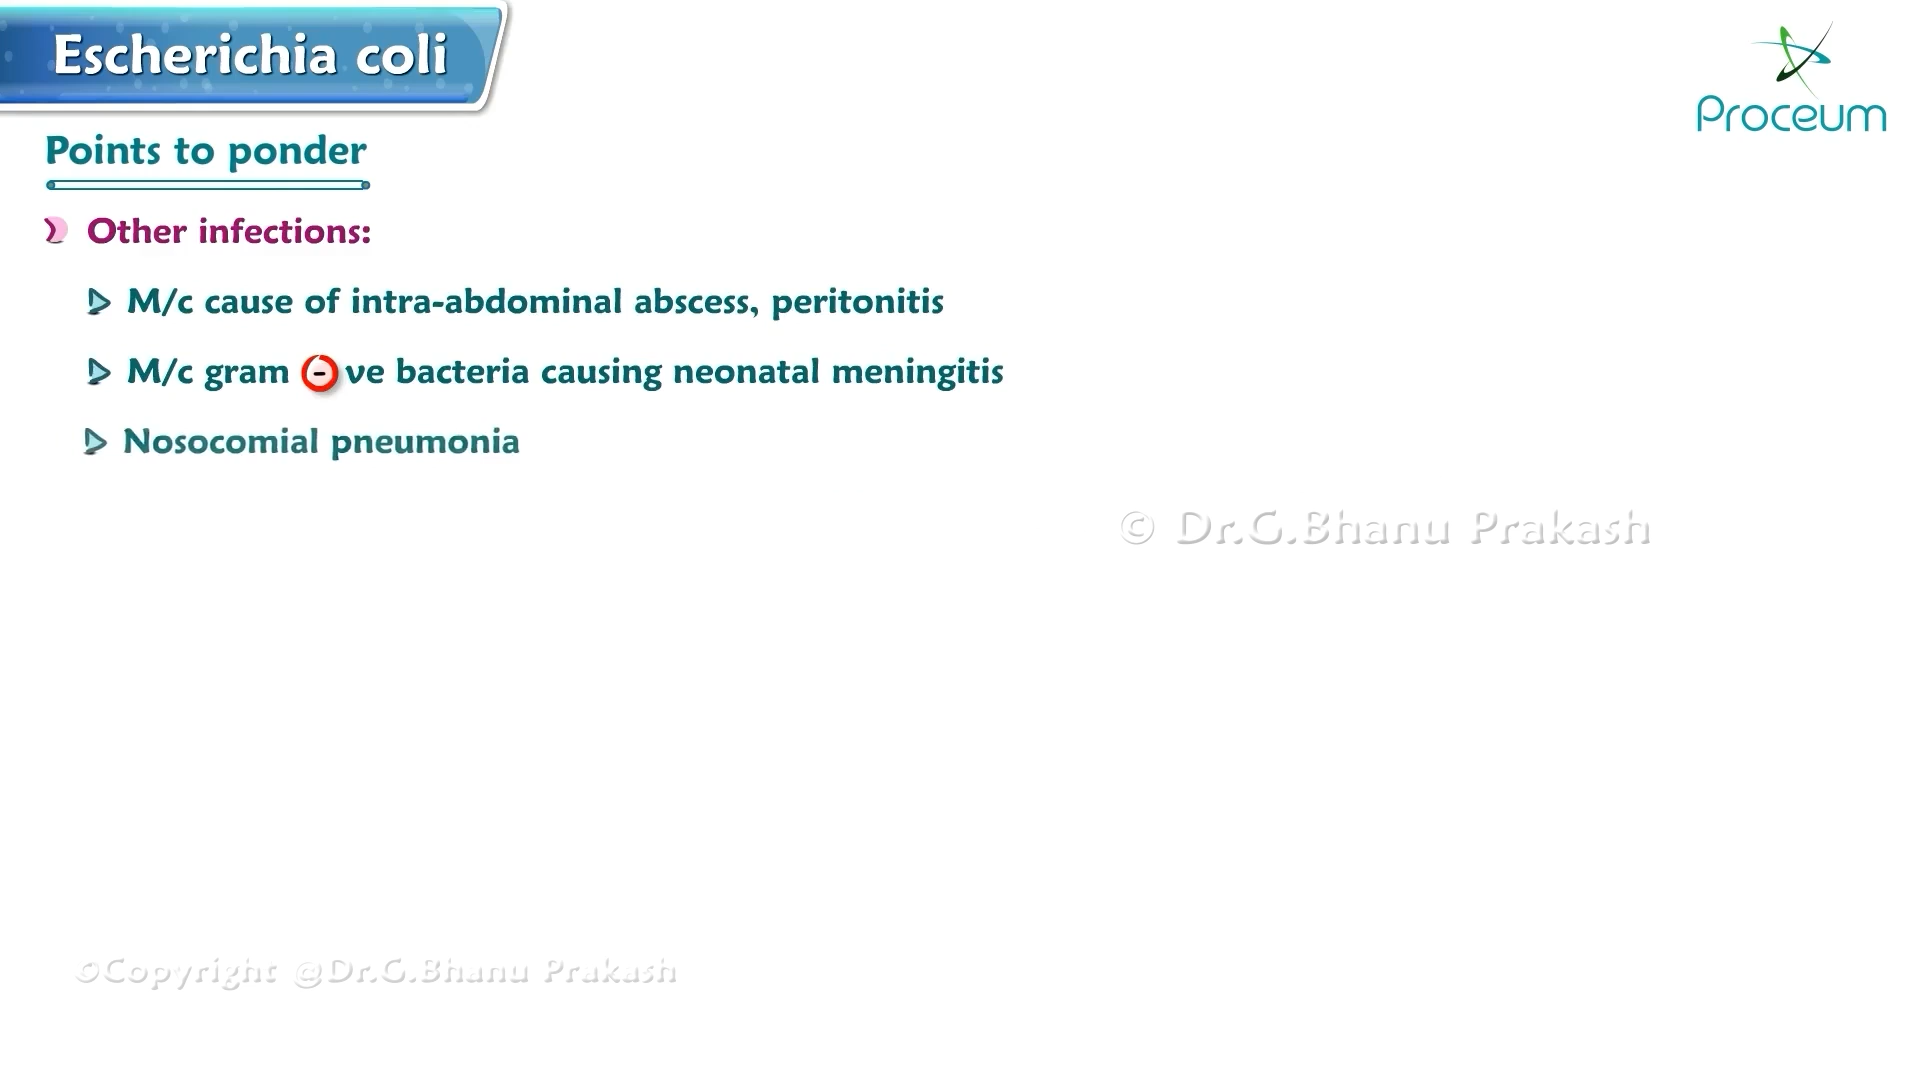 Escherichia coli
Proceum
Points to ponder
Other infections:
M/c cause of intra-abdominal abscess, peritonitis
M/c gram -ve bacteria causing neonatal meningitis
Nosocomial pneumonia
© Dr.G.Bhanu Prakash
©Copyright @Dr.G.Bhanu Prakash